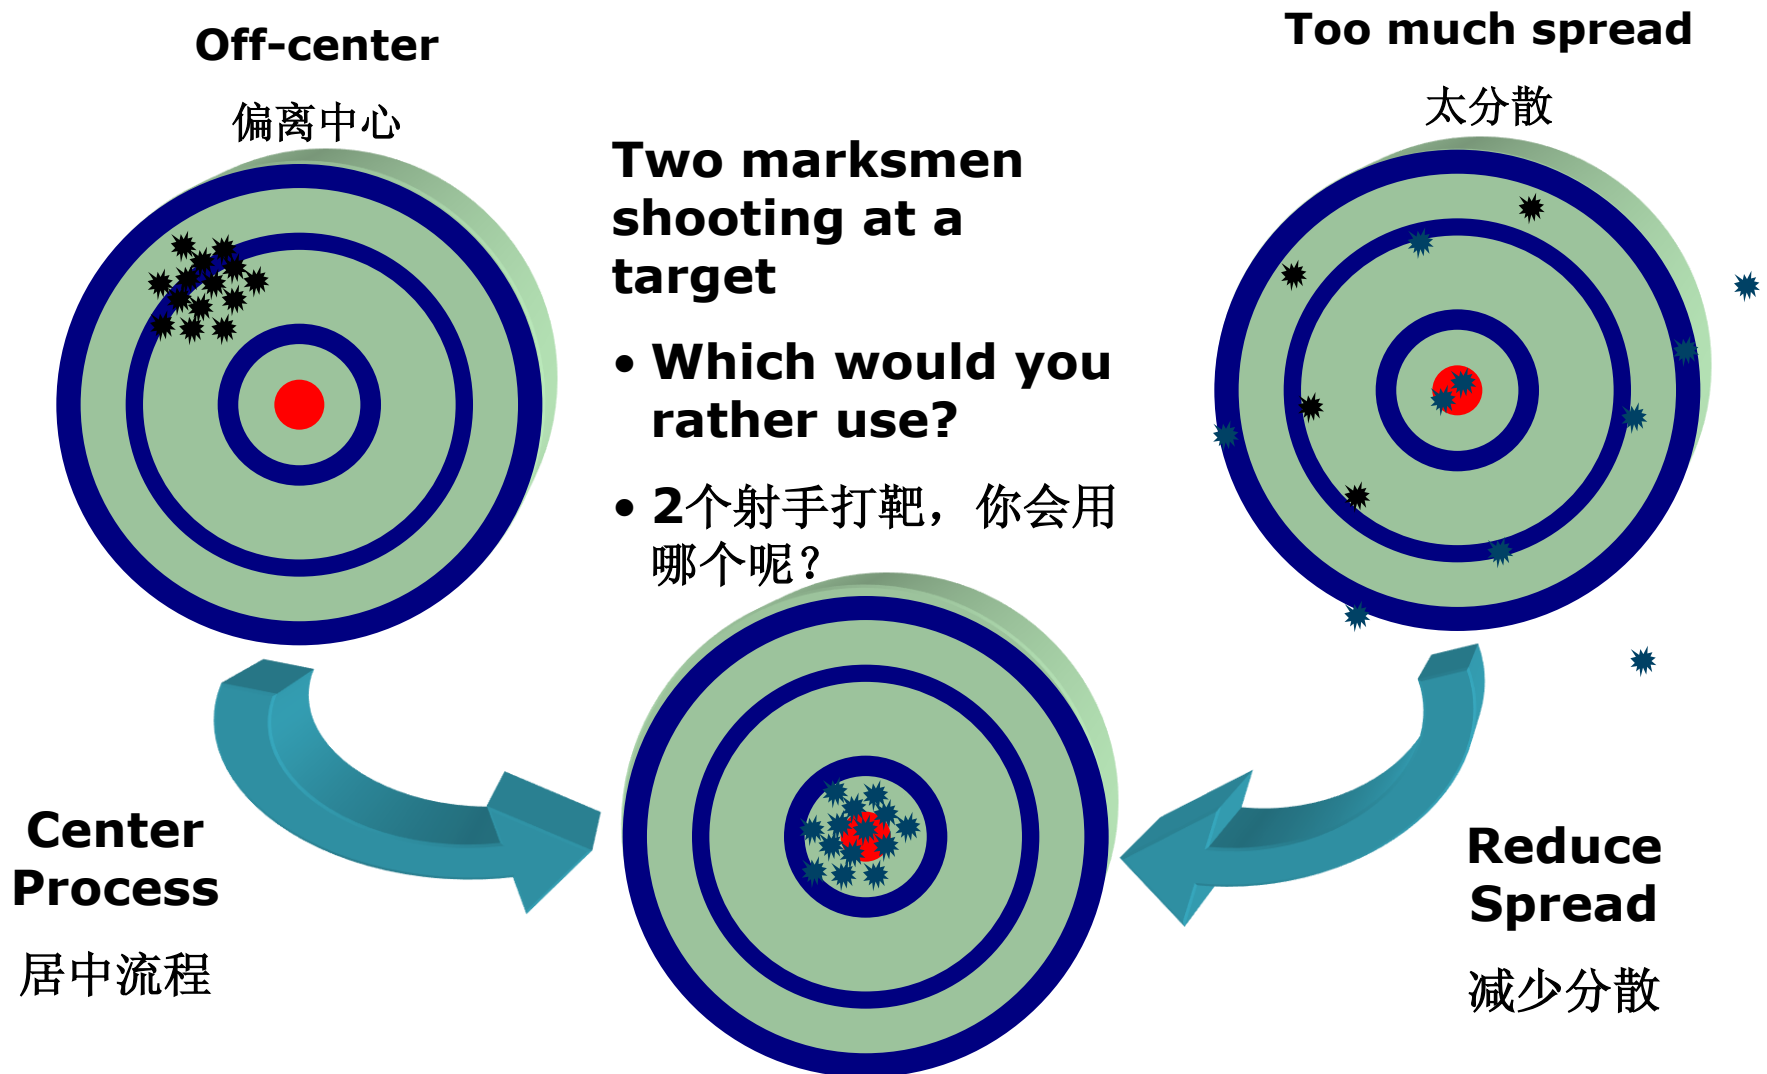 Off-center
偏离中心
Too much spread
太分散
Two marksmen
shooting at a
target
• Which would you
rather use?
• 2个射手打靶，你会用
哪个呢？
Center
Process
居中流程
Reduce
Spread
减少分散